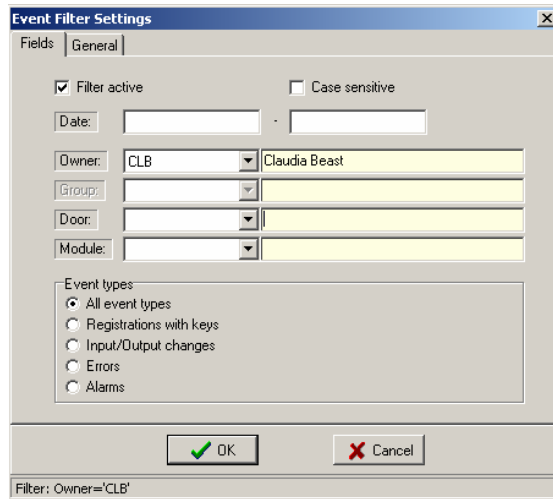 Event Filter Settings
Fields General
Filter active Case sensitive
Date: -
Owner: CLB Claudia Beast
Group:
Door:
Module:
Event types
All event types
Registrations with keys
Input/Output changes
Errors
Alarms
OK Cancel
Filter: Owner='CLB'